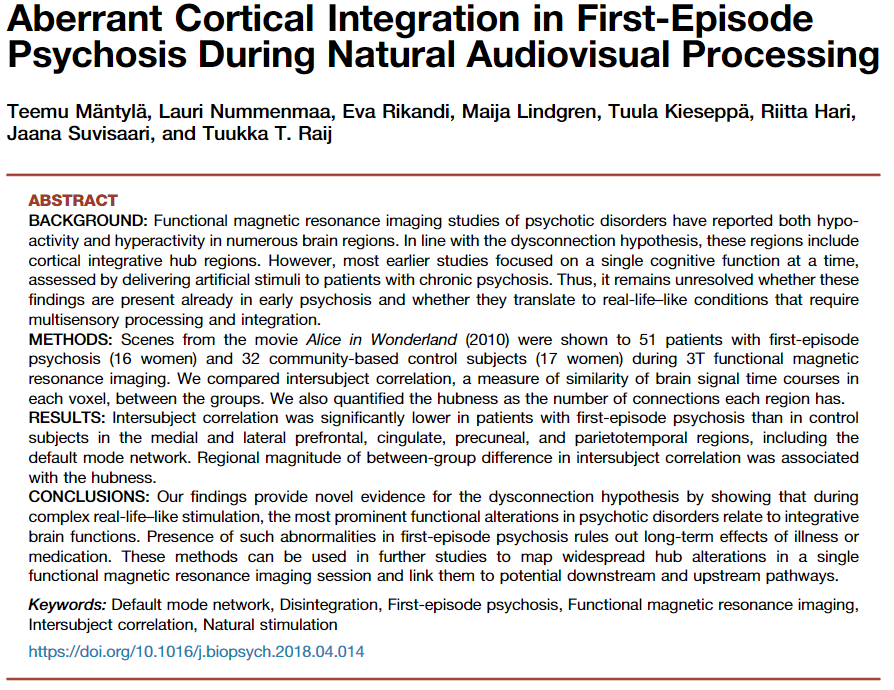 Aberrant Cortical Integration in First-Episode
Psychosis During Natural Audiovisual Processing
Teemu Mäntylä, Lauri Nummenmaa, Eva Rikandi, Maija Lindgren, Tuula Kieseppä, Riitta Hari,
Jaana Suvisaari, and Tuukka T. Raij
ABSTRACT
BACKGROUND: Functional magnetic resonance imaging studies of psychotic disorders have reported both hypo-
activity and hyperactivity in numerous brain regions. In line with the dysconnection hypothesis, these regions include
cortical integrative hub regions. However, most earlier studies focused on a single cognitive function at a time,
assessed by delivering artificial stimuli to patients with chronic psychosis. Thus, it remains unresolved whether these
findings are present already in early psychosis and whether they translate to real-life–like conditions that require
multisensory processing and integration.
METHODS: Scenes from the movie Alice in Wonderland (2010) were shown to 51 patients with first-episode
psychosis (16 women) and 32 community-based control subjects (17 women) during 3T functional magnetic
resonance imaging. We compared intersubject correlation, a measure of similarity of brain signal time courses in
each voxel, between the groups. We also quantified the hubness as the number of connections each region has.
RESULTS: Intersubject correlation was significantly lower in patients with first-episode psychosis than in control
subjects in the medial and lateral prefrontal, cingulate, precuneal, and parietotemporal regions, including the
default mode network. Regional magnitude of between-group difference in intersubject correlation was associated
with the hubness.
CONCLUSIONS: Our findings provide novel evidence for the dysconnection hypothesis by showing that during
complex real-life–like stimulation, the most prominent functional alterations in psychotic disorders relate to integrative
brain functions. Presence of such abnormalities in first-episode psychosis rules out long-term effects of illness or
medication. These methods can be used in further studies to map widespread hub alterations in a single
functional magnetic resonance imaging session and link them to potential downstream and upstream pathways.
Keywords: Default mode network, Disintegration, First-episode psychosis, Functional magnetic resonance imaging,
Intersubject correlation, Natural stimulation
https://doi.org/10.1016/j.biopsych.2018.04.014